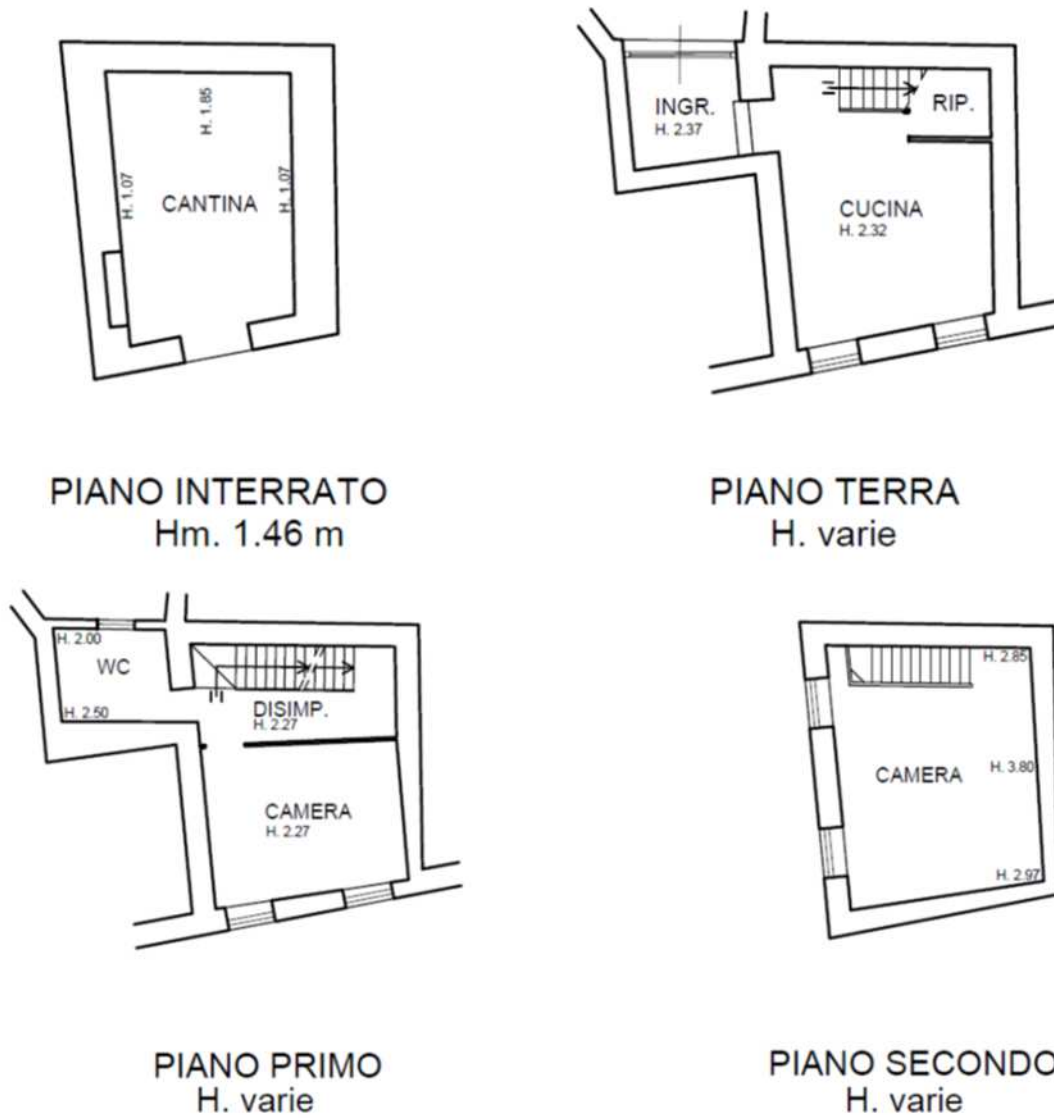 H. 1.85
H. 1.07
CANTINA
H. 1.07
PIANO INTERRATO
Hm. 1.46 m
INGR.
H. 2.37
RIP.
CUCINA
H. 2.32
PIANO TERRA
H. varie
H. 2.00
WC
H. 2.50
DISIMP.
H. 2.27
CAMERA
H. 2.27
PIANO PRIMO
H. varie
H. 2.85
CAMERA
H. 3.80
H. 2.97
PIANO SECONDO
H. varie